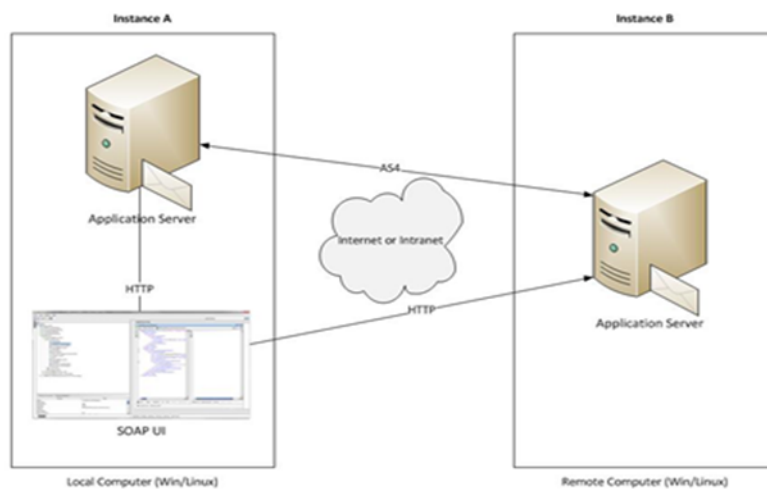 Instance A
Instance B
AS4
Application Server
Internet or Intranet
HTTP
HTTP
Application Server
SOAP UI
Local Computer (Win/Linux)
Remote Computer (Win/Linux)